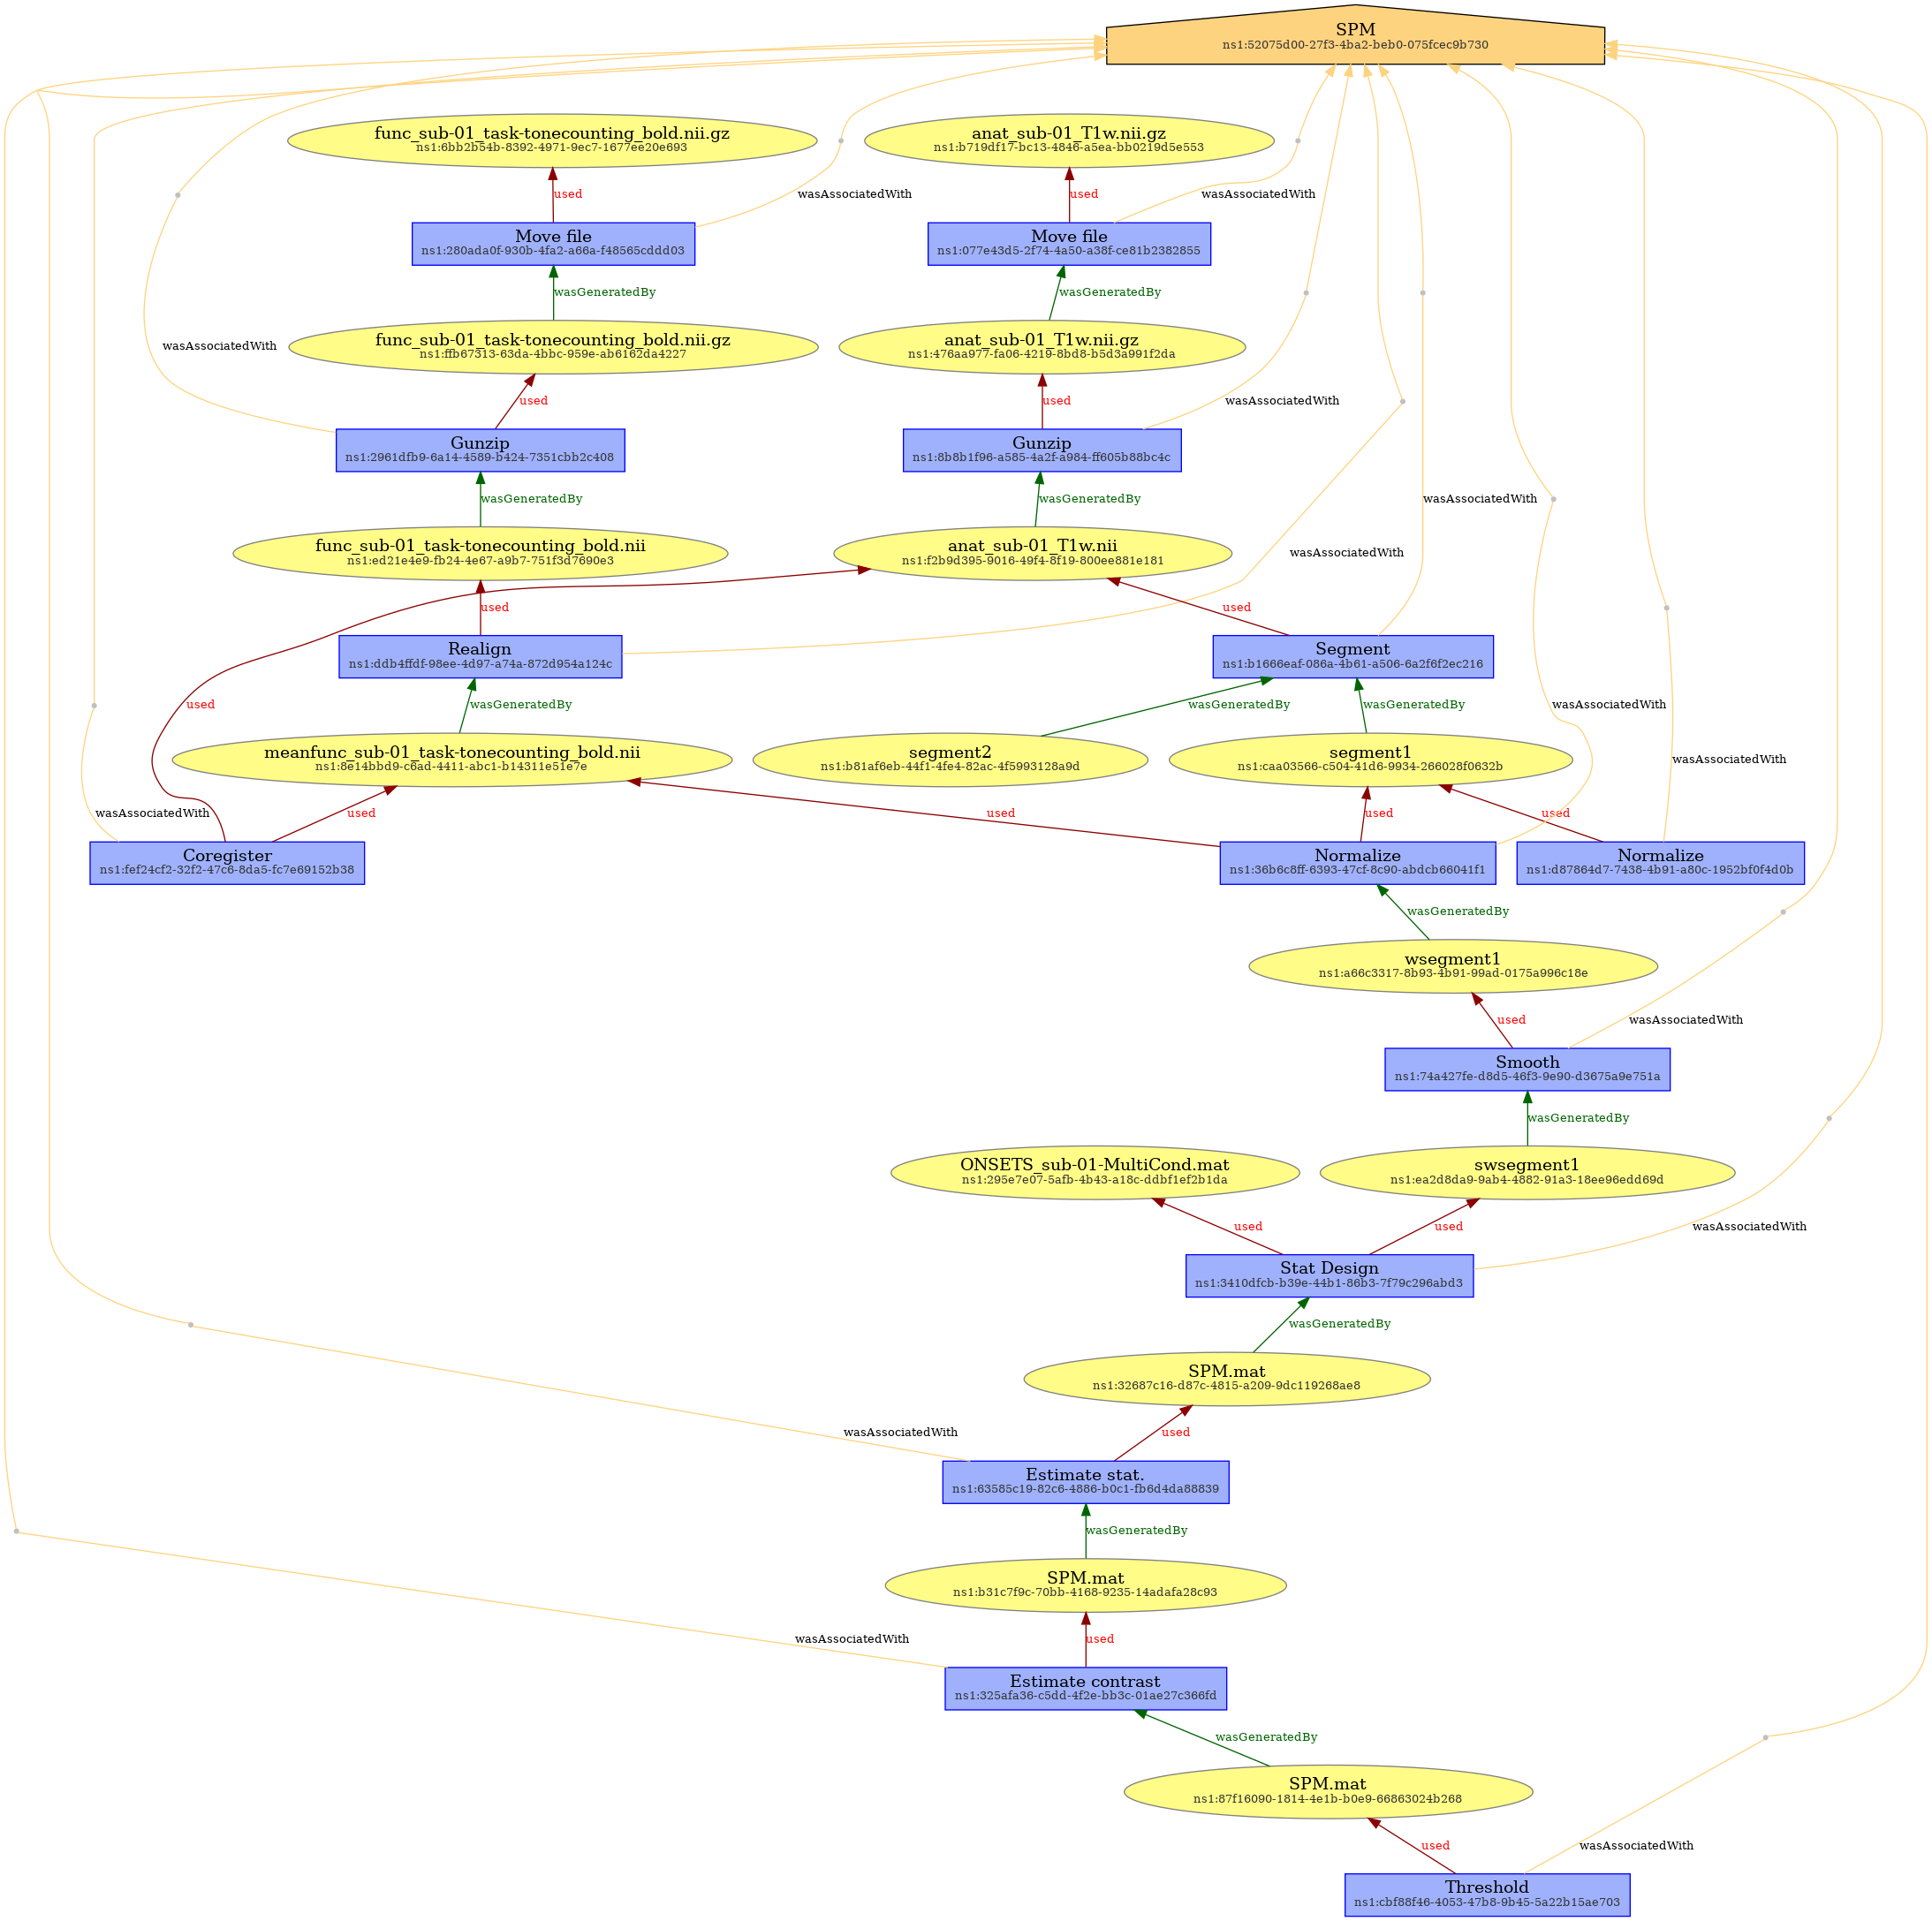 SPM
ns1:52075d00-27f3-4ba2-beb0-075fcec9b730
func_sub-01_task-tonecounting_bold.nii.gz
ns1:6bb2b54b-8392-4971-9ec7-1677ee20e693
anat_sub-01_T1w.nii.gz
ns1:b719df17-bc13-4846-a5ea-bb0219d5e553
used
wasAssociatedWith
used
wasAssociatedWith
Move file
ns1:280ada0f-930b-4fa2-a66a-f48565cddd03
Move file
ns1:077e43d5-2f74-4a50-a38f-ce81b2382855
wasGeneratedBy
wasGeneratedBy
wasAssociatedWith
func_sub-01_task-tonecounting_bold.nii.gz
ns1:ffb67313-63da-4bbc-959e-ab6162da4227
anat_sub-01_T1w.nii.gz
ns1:476aa977-fa06-4219-8bd8-b5d3a991f2da
used
used
wasAssociatedWith
Gunzip
ns1:2961dfb9-6a14-4589-b424-7351cbb2c408
Gunzip
ns1:8b8b1f96-a585-4a2f-a984-ff605b88bc4c
wasGeneratedBy
wasGeneratedBy
wasAssociatedWith
func_sub-01_task-tonecounting_bold.nii
ns1:ed21e4e9-fb24-4e67-a9b7-751f3d7690e3
anat_sub-01_T1w.nii
ns1:f2b9d395-9016-49f4-8f19-800ee881e181
wasAssociatedWith
used
used
Realign
ns1:ddb4ffdf-98ee-4d97-a74a-872d954a124c
Segment
ns1:b1666eaf-086a-4b61-a506-6a2f6f2ec216
used
wasGeneratedBy
wasGeneratedBy
wasGeneratedBy
wasAssociatedWith
meanfunc_sub-01_task-tonecounting_bold.nii
ns1:8e14bbd9-c6ad-4411-abc1-b14311e51e7e
segment2
ns1:b81af6eb-44f1-4fe4-82ac-4f5993128a9d
segment1
ns1:caa03566-c504-41d6-9934-266028f0632b
wasAssociatedWith
wasAssociatedWith
used
used
used
used
Coregister
ns1:fef24cf2-32f2-47c6-8da5-fc7e69152b38
Normalize
ns1:36b6c8ff-6393-47cf-8c90-abdcb66041f1
Normalize
ns1:d87864d7-7438-4b91-a80c-1952bf0f4d0b
wasGeneratedBy
wsegment1
ns1:a66c3317-8b93-4b91-99ad-0175a996c18e
used
wasAssociatedWith
Smooth
ns1:74a427fe-d8d5-46f3-9e90-d3675a9e751a
wasGeneratedBy
ONSETS_sub-01-MultiCond.mat
ns1:295e7e07-5afb-4b43-a18c-ddbf1ef2b1da
swsegment1
ns1:ea2d8da9-9ab4-4882-91a3-18ee96edd69d
used
used
wasAssociatedWith
Stat Design
ns1:3410dfcb-b39e-44b1-86b3-7f79c296abd3
wasGeneratedBy
SPM.mat
ns1:32687c16-d87c-4815-a209-9dc119268ae8
wasAssociatedWith
used
Estimate stat.
ns1:63585c19-82c6-4886-b0c1-fb6d4da88839
wasGeneratedBy
SPM.mat
ns1:b31c7f9c-70bb-4168-9235-14adafa28c93
wasAssociatedWith
used
Estimate contrast
ns1:325afa36-c5dd-4f2e-bb3c-01ae27c366fd
wasGeneratedBy
SPM.mat
ns1:87f16090-1814-4e1b-b0e9-66863024b268
used
wasAssociatedWith
Threshold
ns1:cbf88f46-4053-47b8-9b45-5a22b15ae703